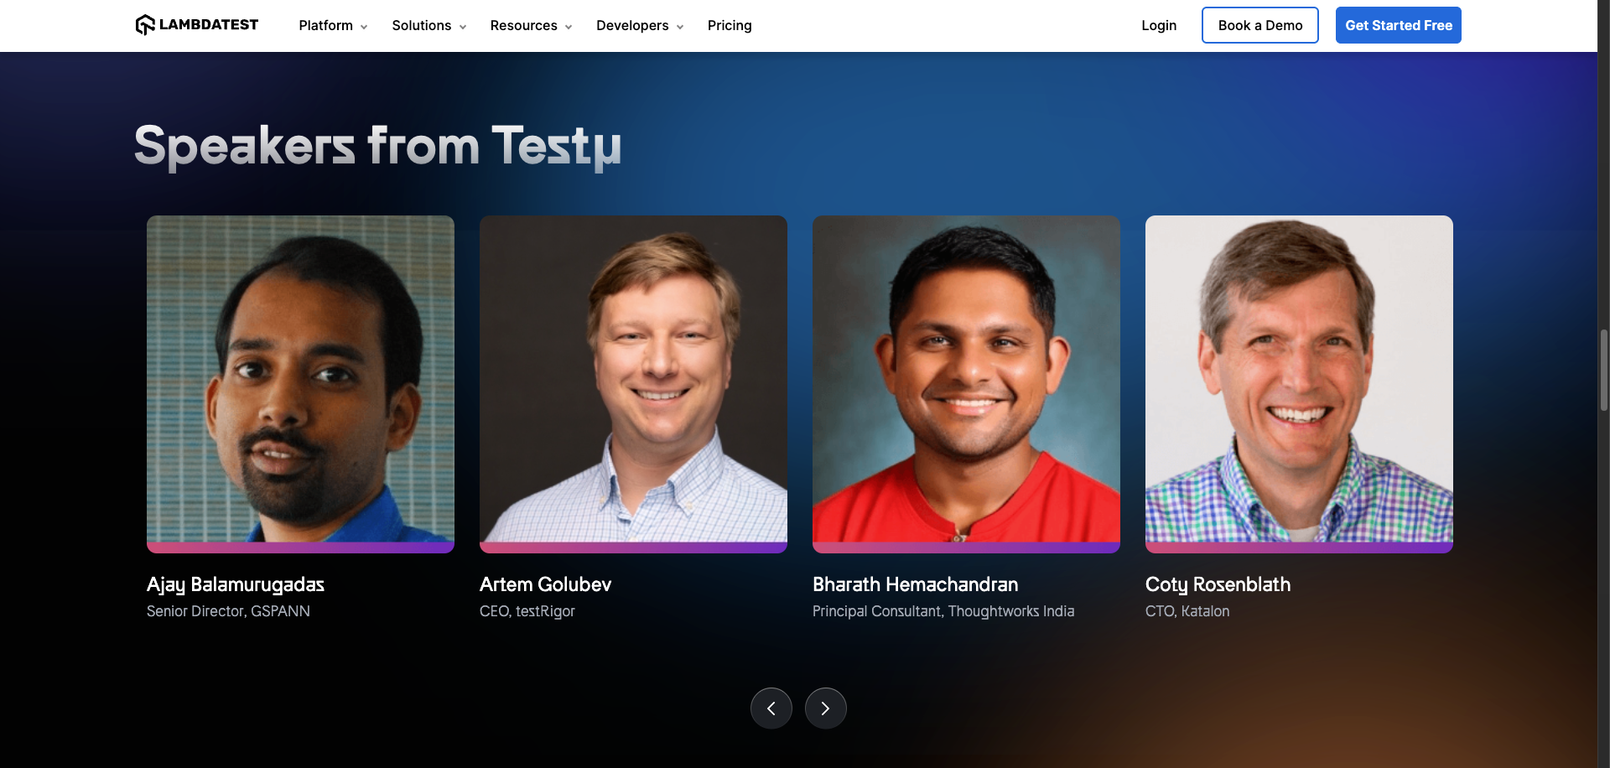 LAMBDATEST
Platform
Solutions
Resources
Developers
Pricing
Login
Book a Demo
Get Started Free
Speakers from Testμ
Ajay Balamurugadas
Senior Director, GSPANN
Artem Golubev
CEO, testRigor
Bharath Hemachandran
Principal Consultant, Thoughtworks India
Coty Rosenblath
CTO, Katalon